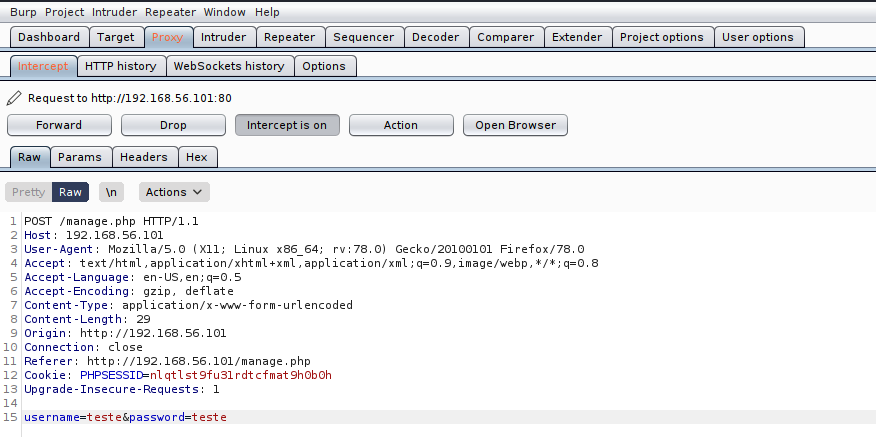 Burp Project Intruder Repeater Window Help
Dashboard Target Proxy Intruder Repeater Sequencer Decoder Comparer Extender Project options User options
Intercept HTTP history WebSockets history Options
Request to http://192.168.56.101:80
Forward Drop Intercept is on Action Open Browser
Raw Params Headers Hex
Pretty Raw \n Actions
1 POST /manage.php HTTP/1.1
2 Host: 192.168.56.101
3 User-Agent: Mozilla/5.0 (X11; Linux x86_64; rv:78.0) Gecko/20100101 Firefox/78.0
4 Accept: text/html,application/xhtml+xml,application/xml;q=0.9,image/webp,*/*;q=0.8
5 Accept-Language: en-US,en;q=0.5
6 Accept-Encoding: gzip, deflate
7 Content-Type: application/x-www-form-urlencoded
8 Content-Length: 29
9 Origin: http://192.168.56.101
10 Connection: close
11 Referer: http://192.168.56.101/manage.php
12 Cookie: PHPSESSID=nlqtlst9fu31rdtcfmat9h0b0h
13 Upgrade-Insecure-Requests: 1
14
15 username=teste&password=teste